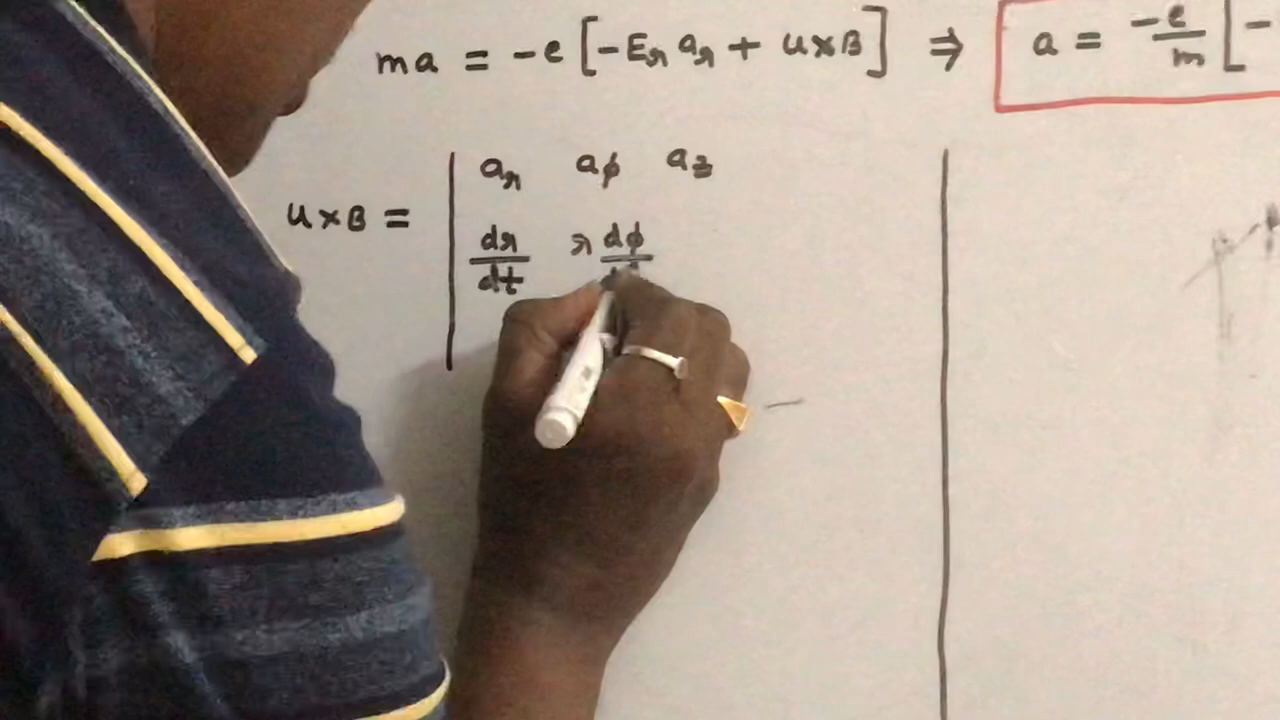 ma = -e [-Er ar + u×B] ⇒ a = -e/m [-
ar aϕ az
u×B =
dr/dt r dϕ/dt